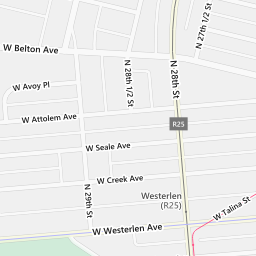 W Belton Ave
N 28th St
N 27th 1/2 St
N 28th 1/2 St
W Avoy Pl
W Attolem Ave
R25
W Seale Ave
W Creek Ave
N 29th St
Westerlen
(R25)
W Talina St
W Westerlen Ave